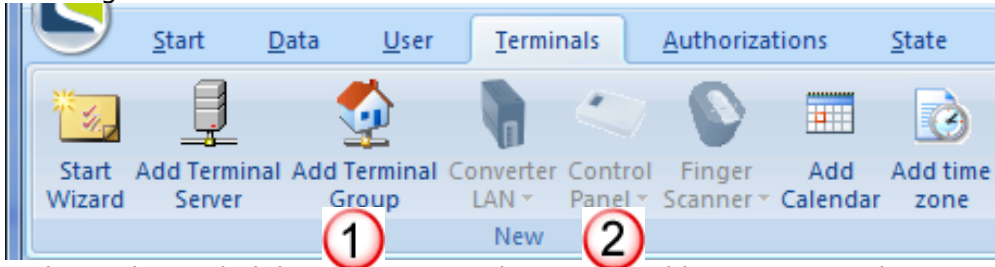 Start Data User Terminals Authorizations State
Start Wizard
Add Terminal Server
Add Terminal Group
Converter LAN
Control Panel
Finger Scanner
Add Calendar
Add time zone
1 New 2